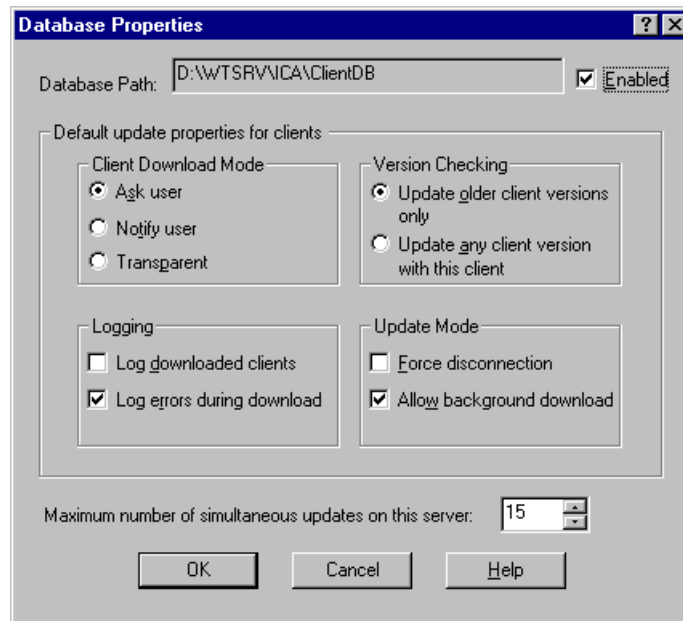 Database Properties
Database Path: D:\WTSRV\ICA\ClientDB Enabled
Default update properties for clients
Client Download Mode
Ask user
Notify user
Transparent
Version Checking
Update older client versions
only
Update any client version
with this client
Logging
Log downloaded clients
Log errors during download
Update Mode
Force disconnection
Allow background download
Maximum number of simultaneous updates on this server: 15
OK Cancel Help